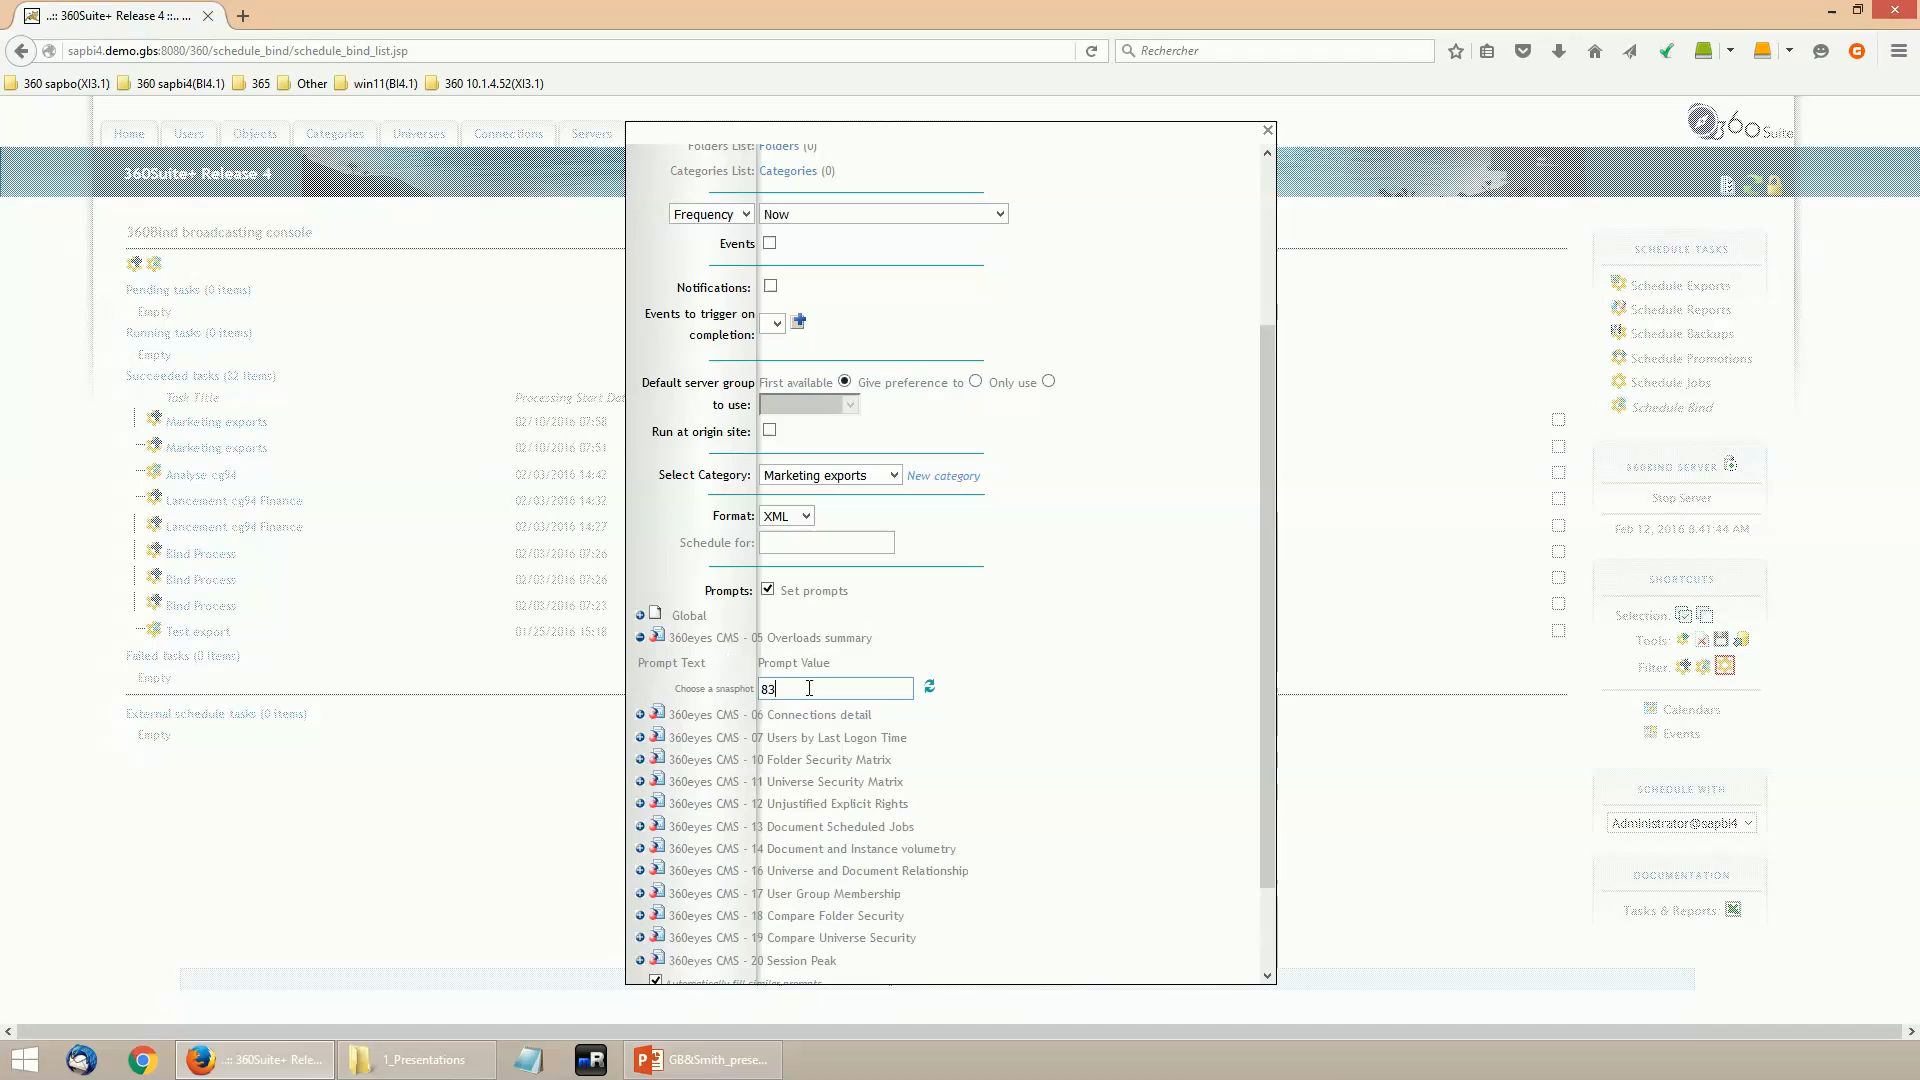 ..:: 360Suite+ Release 4 ::.. ...
sapbi4.demo.gbs:8080/360/schedule_bind/schedule_bind_list.jsp
Rechercher
360 sapbo(XI3.1)
360 sapbi4(BI4.1)
365
Other
win11(BI4.1)
360 10.1.4.52(XI3.1)
Home
Users
Objects
Categories
Universes
Connections
Servers
360Suite
360Suite+ Release 4
360Bind broadcasting console
Pending tasks (0 items)
Empty
Running tasks (0 items)
Empty
Succeeded tasks (32 items)
Task Title Processing Start Dat
Marketing exports 02/10/2016 07:58
Marketing exports 02/10/2016 07:51
Analyse cg94 02/03/2016 14:42
Lancement cg94 Finance 02/03/2016 14:32
Lancement cg94 Finance 02/03/2016 14:27
Bind Process 02/03/2016 07:26
Bind Process 02/03/2016 07:26
Bind Process 02/03/2016 07:23
Test export 01/25/2016 15:18
Failed tasks (0 items)
Empty
External schedule tasks (0 items)
Empty
Folders List: Folders (0)
Categories List: Categories (0)
Frequency Now
Events
Notifications:
Events to trigger on
completion:
Default server group First available Give preference to Only use
to use:
Run at origin site:
Select Category: Marketing exports New category
Format: XML
Schedule for:
Prompts: Set prompts
Global
360eyes CMS - 05 Overloads summary
Prompt Text Prompt Value
Choose a snasphot 83
360eyes CMS - 06 Connections detail
360eyes CMS - 07 Users by Last Logon Time
360eyes CMS - 10 Folder Security Matrix
360eyes CMS - 11 Universe Security Matrix
360eyes CMS - 12 Unjustified Explicit Rights
360eyes CMS - 13 Document Scheduled Jobs
360eyes CMS - 14 Document and Instance volumetry
360eyes CMS - 16 Universe and Document Relationship
360eyes CMS - 17 User Group Membership
360eyes CMS - 18 Compare Folder Security
360eyes CMS - 19 Compare Universe Security
360eyes CMS - 20 Session Peak
Automatically fill similar prompts
SCHEDULE TASKS
Schedule Exports
Schedule Reports
Schedule Backups
Schedule Promotions
Schedule Jobs
Schedule Bind
360BIND SERVER
Stop Server
Feb 12, 2016 8:41:44 AM
SHORTCUTS
Selection:
Tools:
Filter:
Calendars
Events
SCHEDULE WITH
Administrator@sapbi4
DOCUMENTATION
Tasks & Reports:
..:: 360Suite+ Rele...
1_Presentations
mR
GB&Smith_prese...